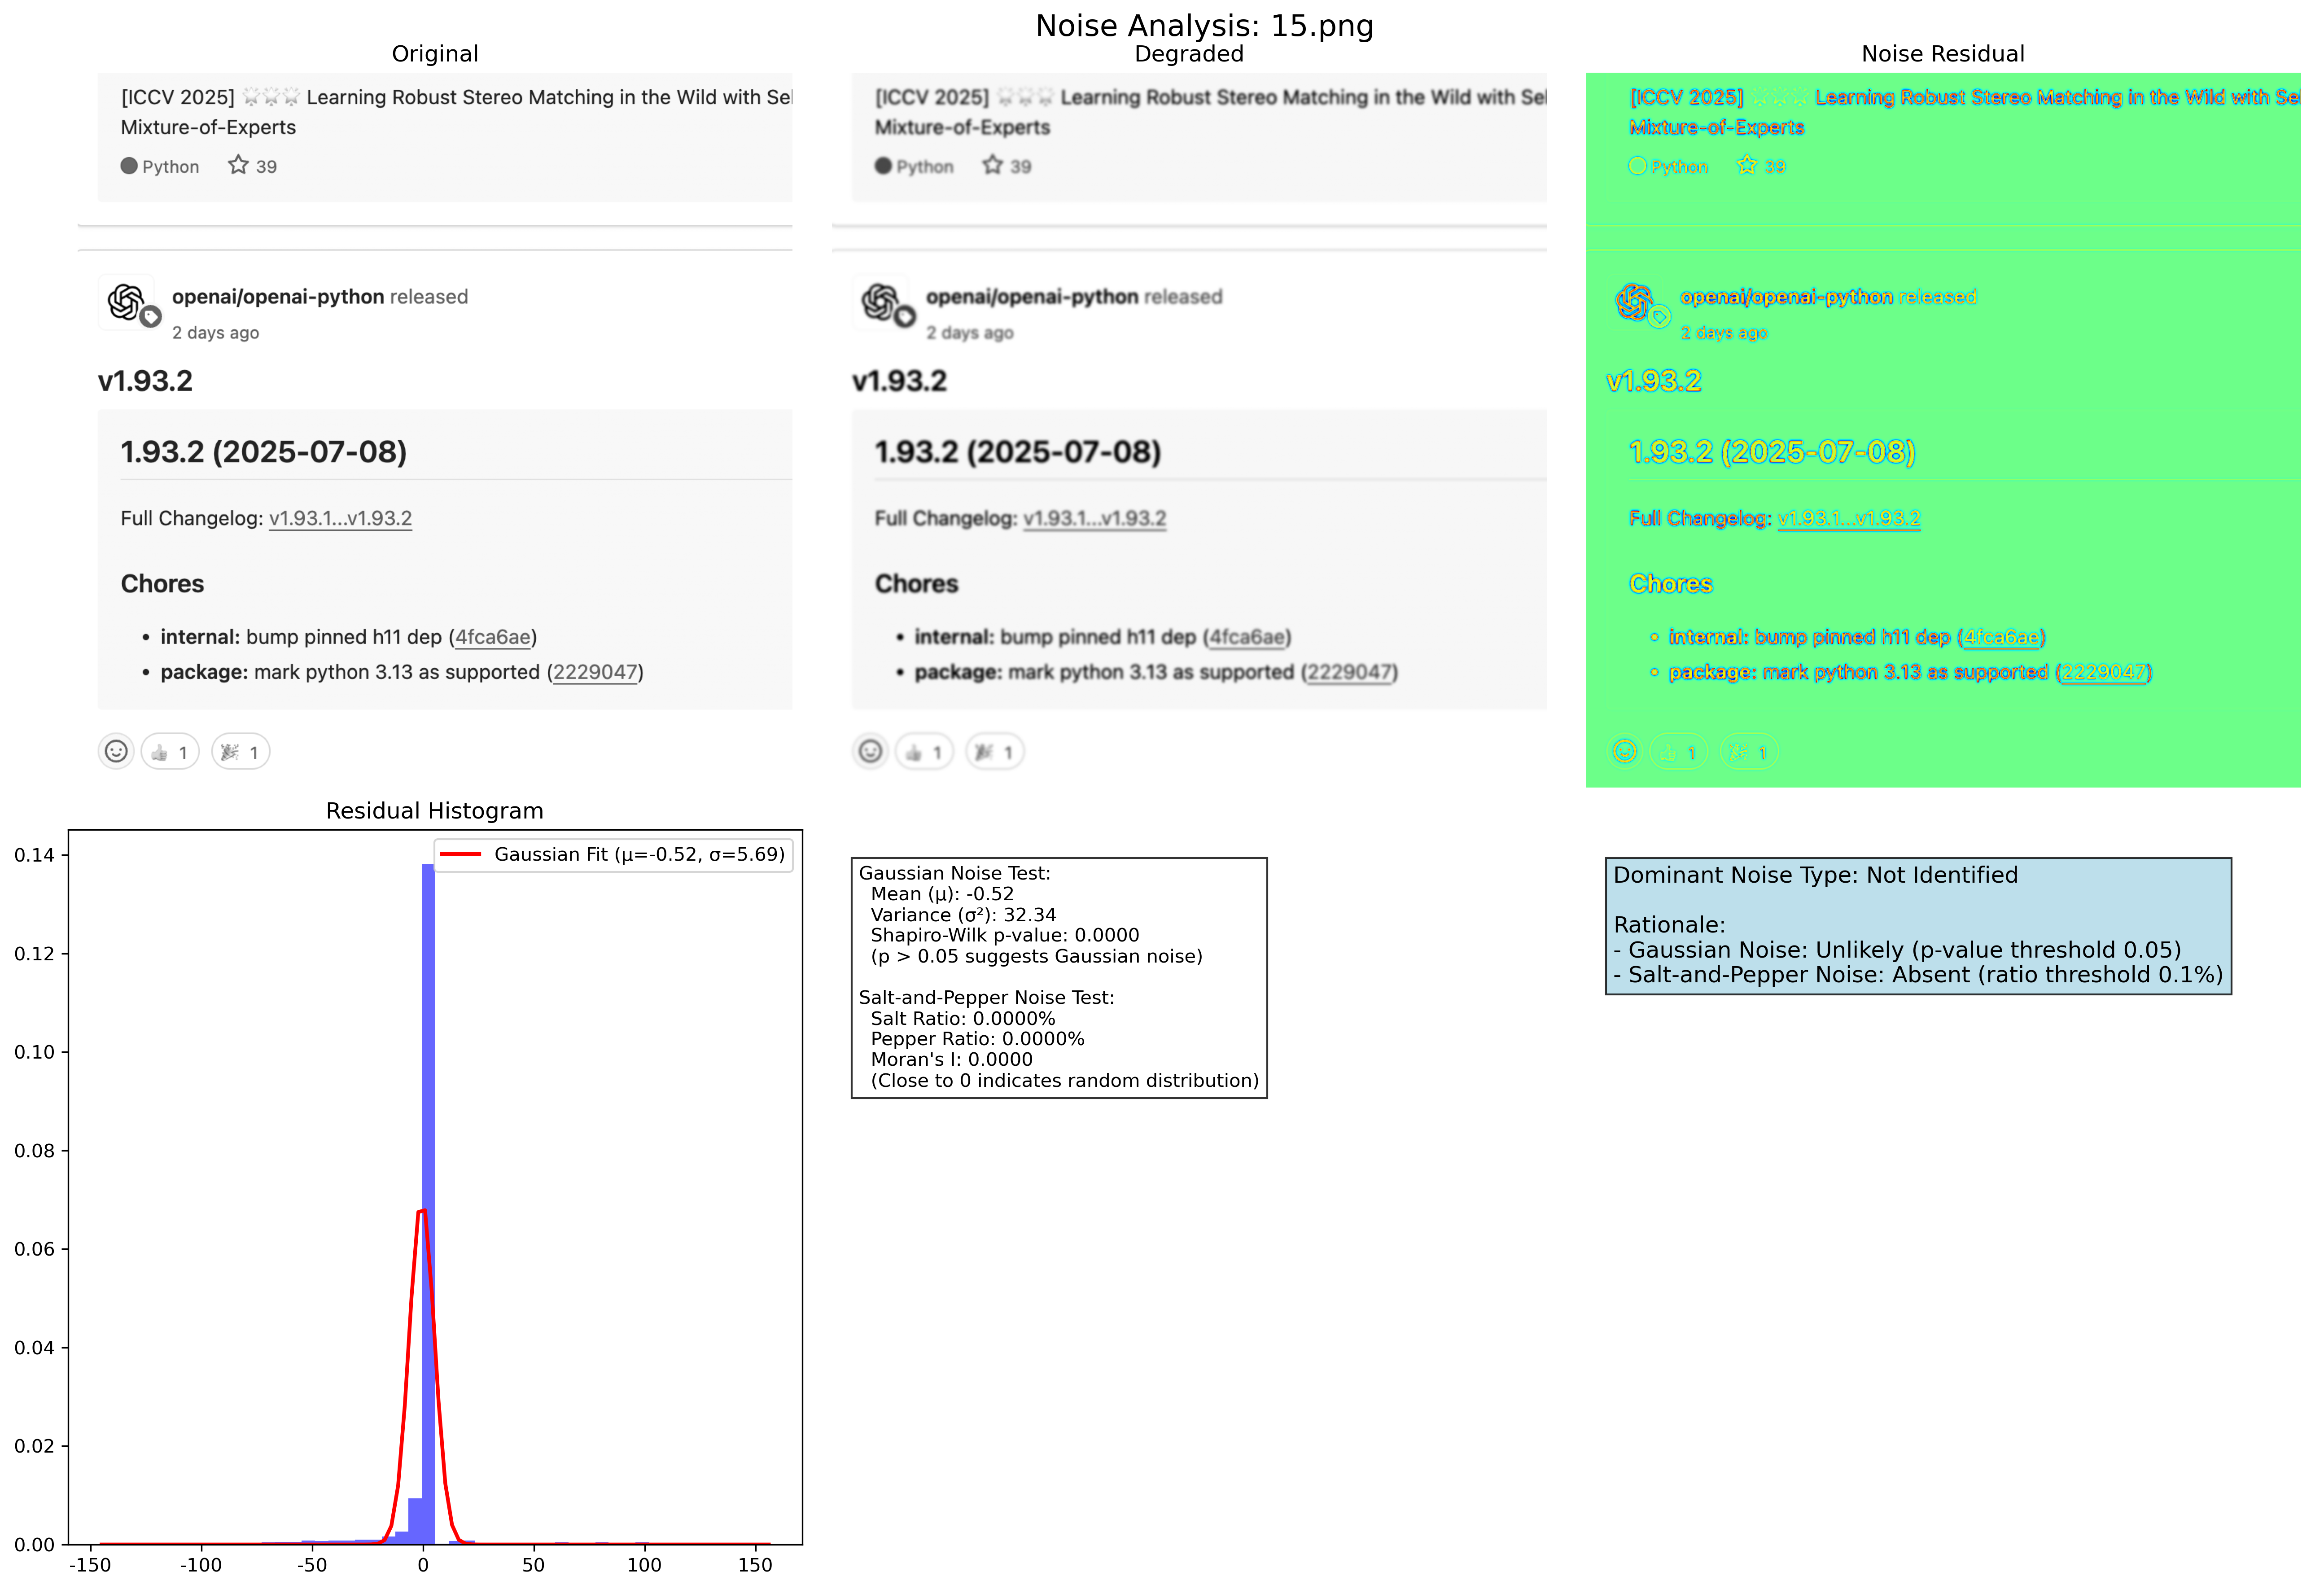 Noise Analysis: 15.png
Original
[ICCV 2025] Learning Robust Stereo Matching in the Wild with Sel
Mixture-of-Experts
Python 39
openai/openai-python released
2 days ago
v1.93.2
1.93.2 (2025-07-08)
Full Changelog: v1.93.1...v1.93.2
Chores
• internal: bump pinned h11 dep (4fca6ae)
• package: mark python 3.13 as supported (2229047)
1 1
Degraded
[ICCV 2025] Learning Robust Stereo Matching in the Wild with Sel
Mixture-of-Experts
Python 39
openai/openai-python released
2 days ago
v1.93.2
1.93.2 (2025-07-08)
Full Changelog: v1.93.1...v1.93.2
Chores
• internal: bump pinned h11 dep (4fca6ae)
• package: mark python 3.13 as supported (2229047)
1 1
Noise Residual
[ICCV 2025] Learning Robust Stereo Matching in the Wild with Sel
Mixture-of-Experts
Python 39
openai/openai-python released
2 days ago
v1.93.2
1.93.2 (2025-07-08)
Full Changelog: v1.93.1...v1.93.2
Chores
• internal: bump pinned h11 dep (4fca6ae)
• package: mark python 3.13 as supported (2229047)
1 1
Residual Histogram
Gaussian Fit (μ=-0.52, σ=5.69)
0.14
0.12
0.10
0.08
0.06
0.04
0.02
0.00
-150 -100 -50 0 50 100 150
Gaussian Noise Test:
Mean (μ): -0.52
Variance (σ²): 32.34
Shapiro-Wilk p-value: 0.0000
(p > 0.05 suggests Gaussian noise)
Salt-and-Pepper Noise Test:
Salt Ratio: 0.0000%
Pepper Ratio: 0.0000%
Moran's I: 0.0000
(Close to 0 indicates random distribution)
Dominant Noise Type: Not Identified
Rationale:
- Gaussian Noise: Unlikely (p-value threshold 0.05)
- Salt-and-Pepper Noise: Absent (ratio threshold 0.1%)